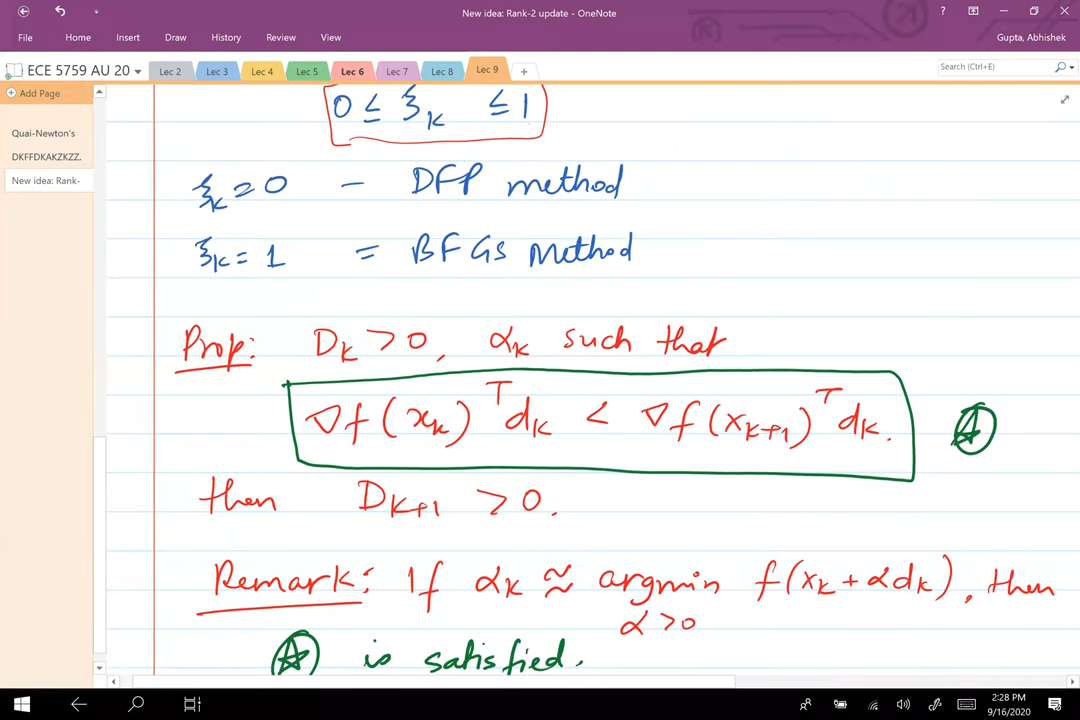 New idea: Rank-2 update - OneNote
?
File Home Insert Draw History Review View
Gupta, Abhishek
ECE 5759 AU 20
Lec 2 Lec 3 Lec 4 Lec 5 Lec 6 Lec 7 Lec 8 Lec 9 +
Search (Ctrl+E)
Add Page
Quai-Newton's
DKFFDKAKZKZZ.
New idea: Rank-
0 ≤ ξ_k ≤ 1
ξ_k = 0 – DFP method
ξ_k = 1 = BFGS Method
Prop: D_k > 0, α_k such that
∇f(x_k)^T d_k < ∇f(x_{k+1})^T d_k.
then D_{k+1} > 0.
Remark: If α_k ≈ argmin f(x_k + α d_k), then
α > 0
is satisfied.
2:28 PM
9/16/2020